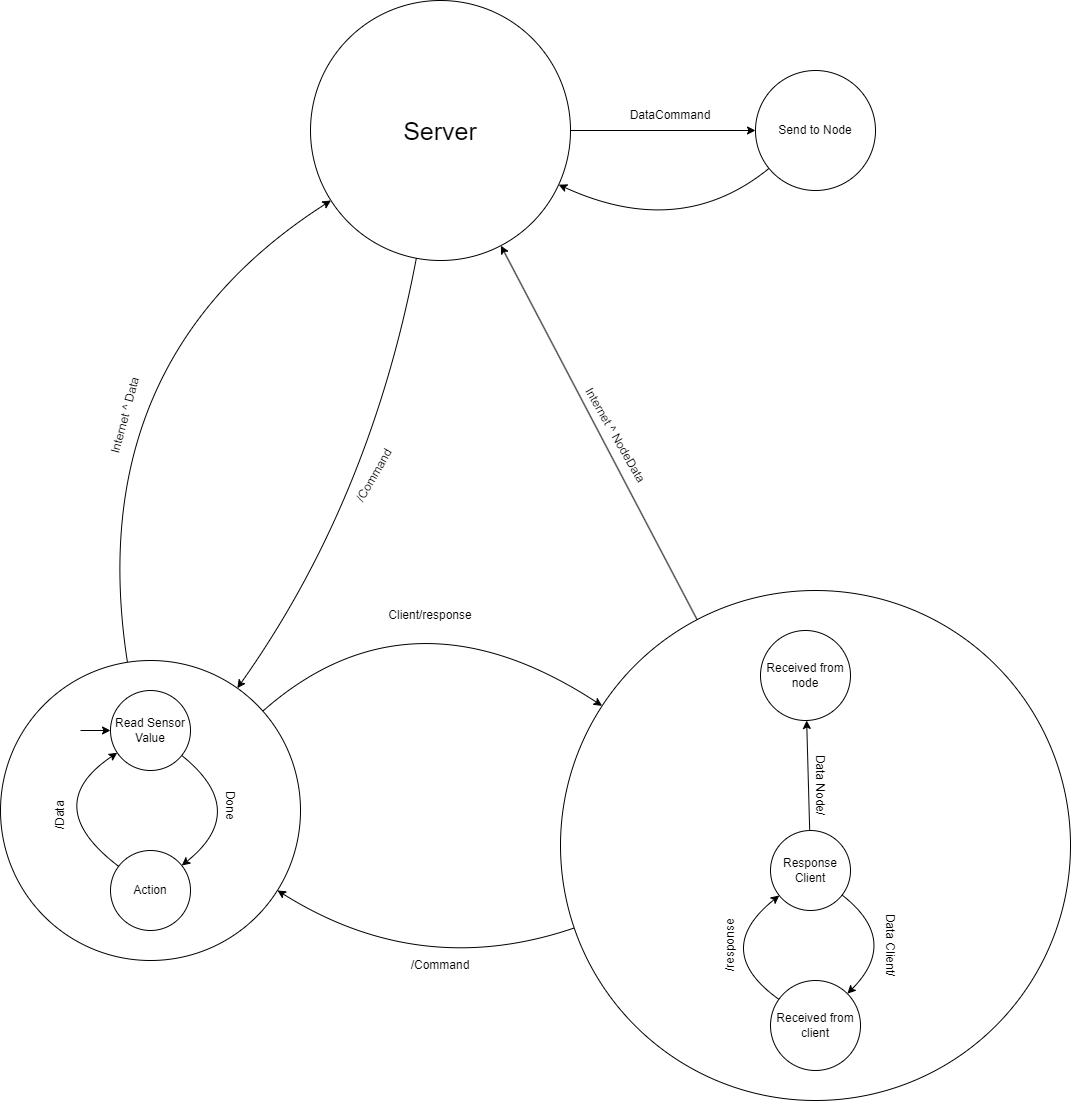 DataCommand
Server
Send to Node
Internet ^ Data
Internet ^ NodeData
/Command
Client/response
Received from
node
Read Sensor
Value
Data Node/
/Data
Done
Response
Client
Action
/response
Data Client/
/Command
Received from
client